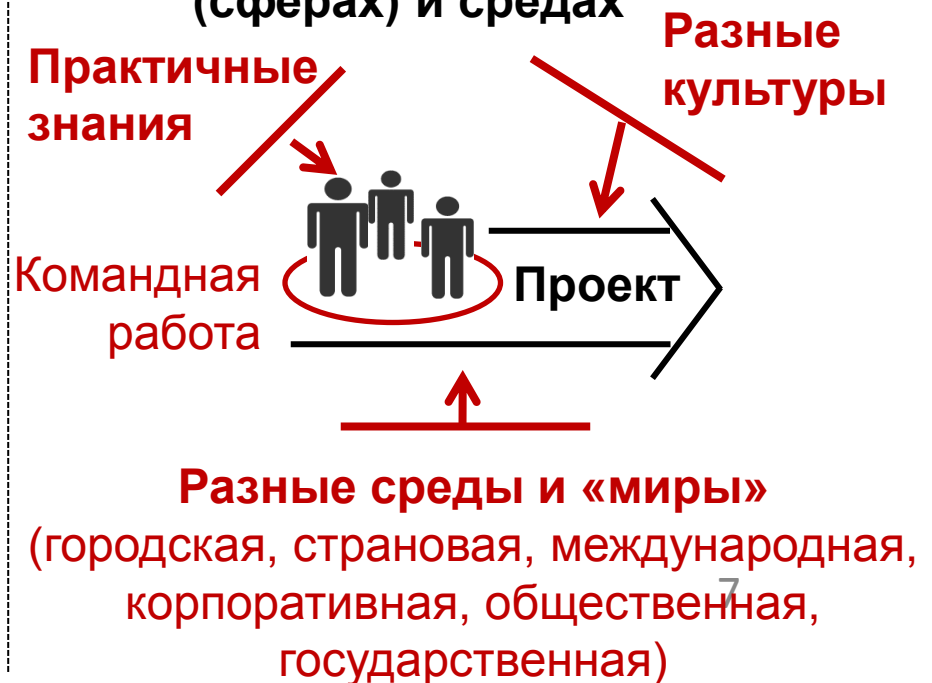 (сферах) и средах
Разные
культуры
Практичные
знания
Командная
работа
Проект
Разные среды и «миры»
(городская, страновая, международная,
корпоративная, общественная,
государственная)
7